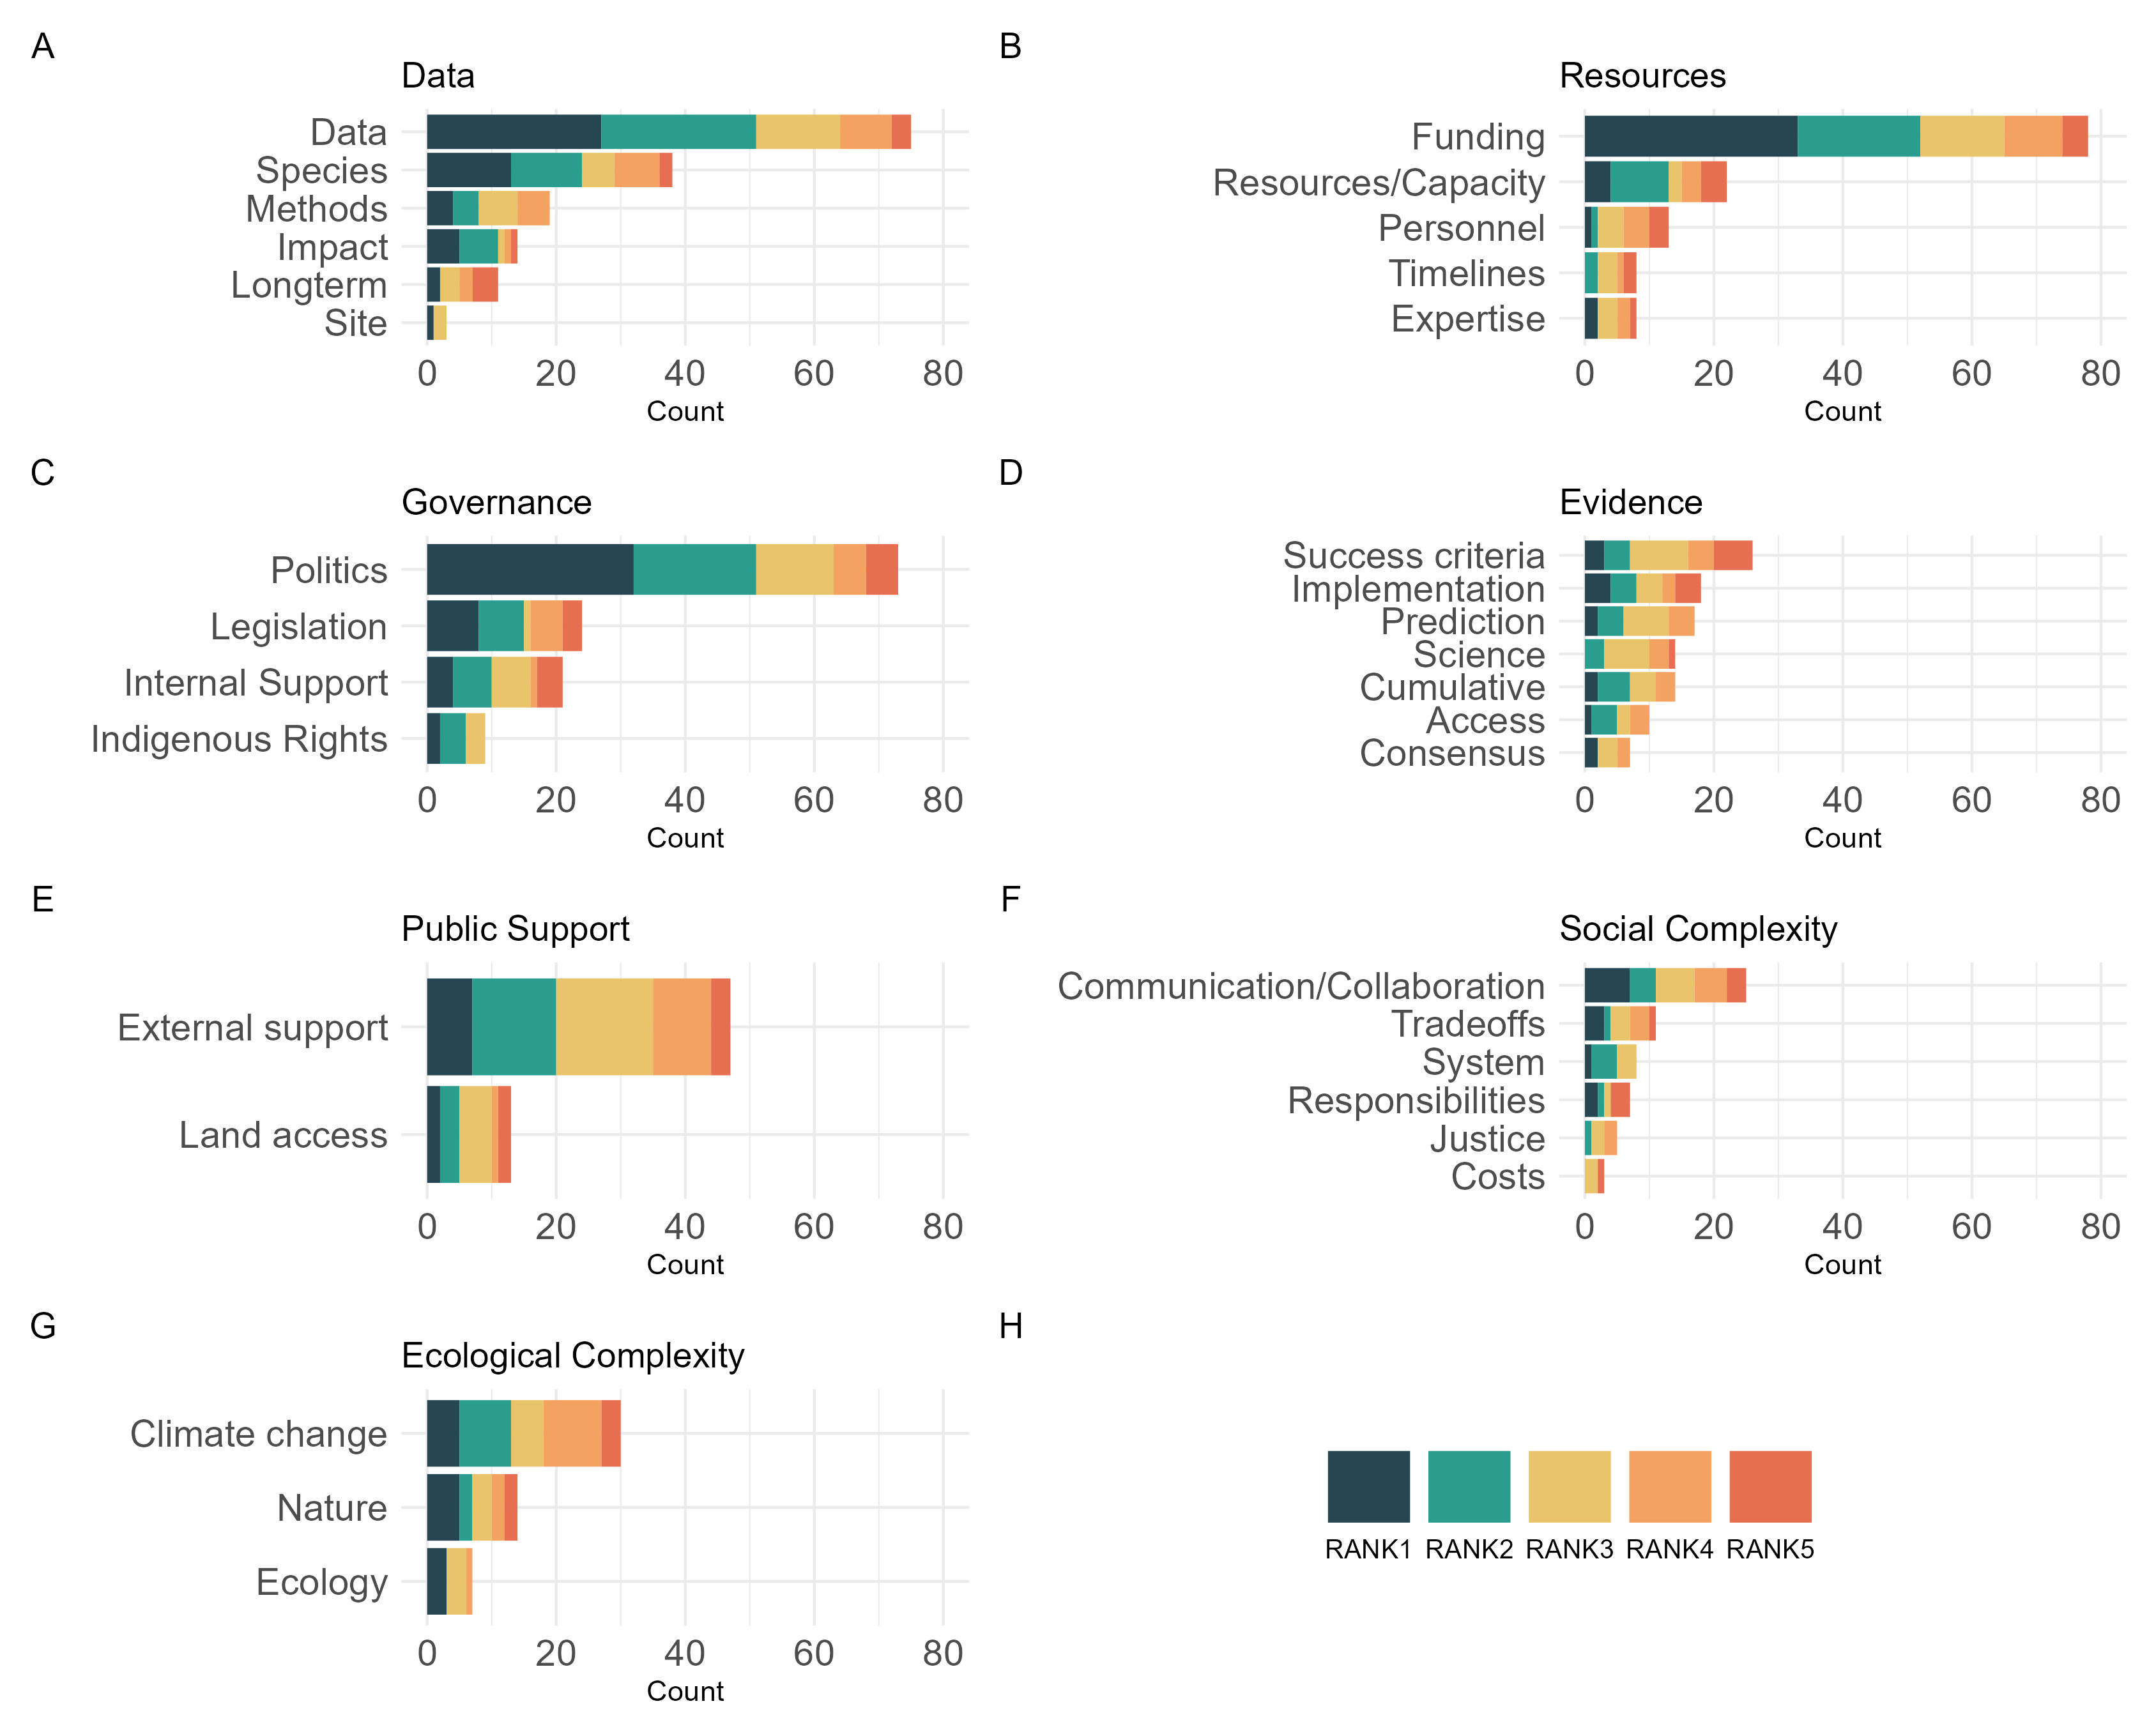 A
Data
Data
Species
Methods
Impact
Longterm
Site
0 20 40 60 80
Count
B
Resources
Funding
Resources/Capacity
Personnel
Timelines
Expertise
0 20 40 60 80
Count
C
Governance
Politics
Legislation
Internal Support
Indigenous Rights
0 20 40 60 80
Count
D
Evidence
Success criteria
Implementation
Prediction
Science
Cumulative
Access
Consensus
0 20 40 60 80
Count
E
Public Support
External support
Land access
0 20 40 60 80
Count
F
Social Complexity
Communication/Collaboration
Tradeoffs
System
Responsibilities
Justice
Costs
0 20 40 60 80
Count
G
Ecological Complexity
Climate change
Nature
Ecology
0 20 40 60 80
Count
H
RANK1 RANK2 RANK3 RANK4 RANK5